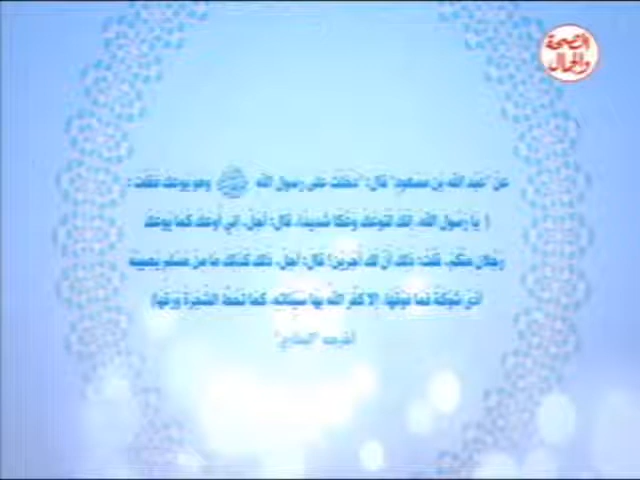 الصحة
والجمال
عن "عبد الله بن مسعود" قال: "دخلت على رسول الله ﷺ وهو يوعك فقلت :
( يا رسول الله، إنك لتوعك وعكا شديدا، قال: أجل، إني أوعك كما يوعك
رجلان منكم، قلت: ذلك أن لك أجرين؟ قال: أجل، ذلك كذلك ما من مسلم يصيبه
أذى شوكة فما فوقها، إلا كفر الله بها سيئاته، كما تحط الشجرة ورقها)
أخرجه "البخاري"